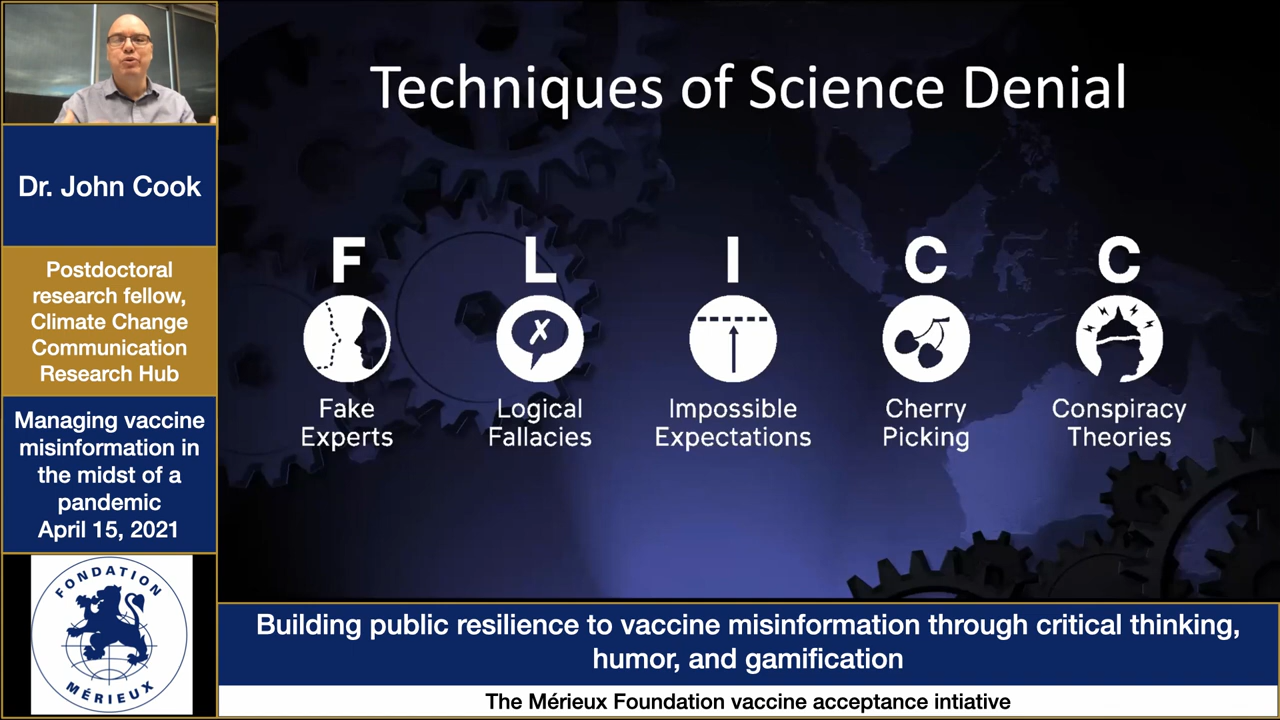 Dr. John Cook
Postdoctoral
research fellow,
Climate Change
Communication
Research Hub
Managing vaccine
misinformation in
the midst of a
pandemic
April 15, 2021
FONDATION
MÉRIEUX
Techniques of Science Denial
F L I C C
Fake Experts
Logical Fallacies
Impossible Expectations
Cherry Picking
Conspiracy Theories
Building public resilience to vaccine misinformation through critical thinking,
humor, and gamification
The Mérieux Foundation vaccine acceptance intiative